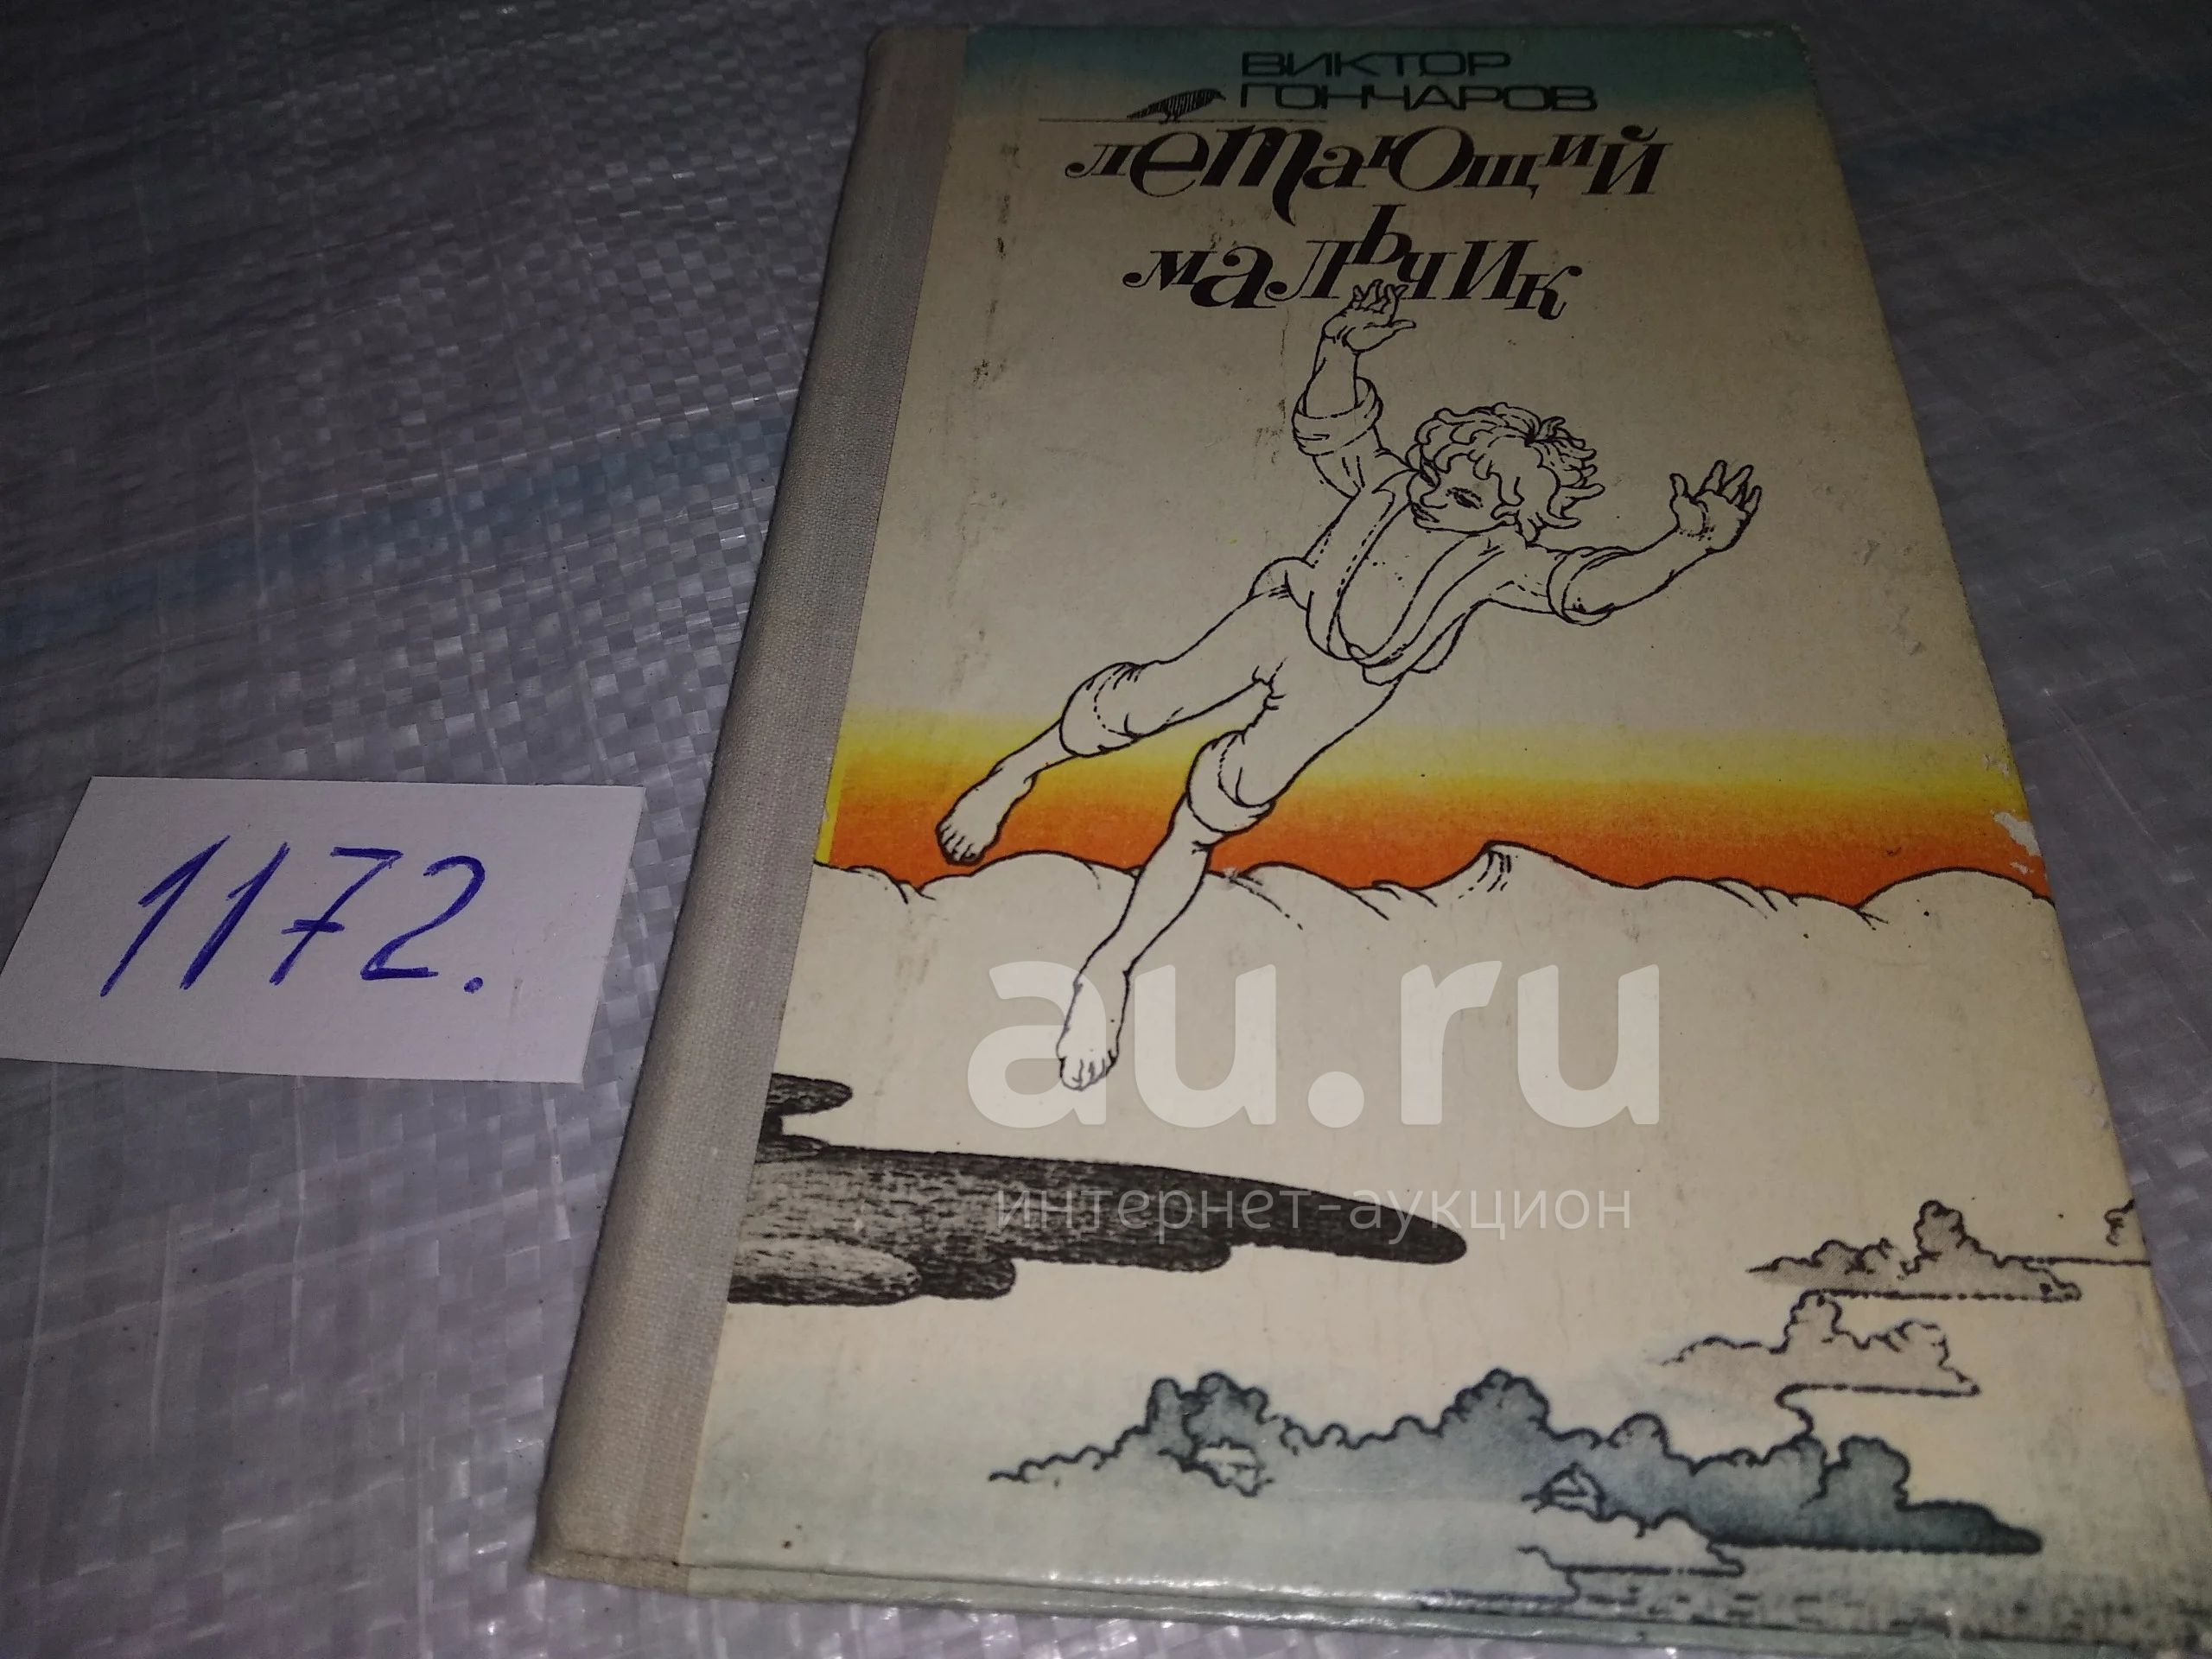 ВИКТОР
ГОНЧАРОВ
летающий
мальчик
1172.
au.ru
интернет-аукцион